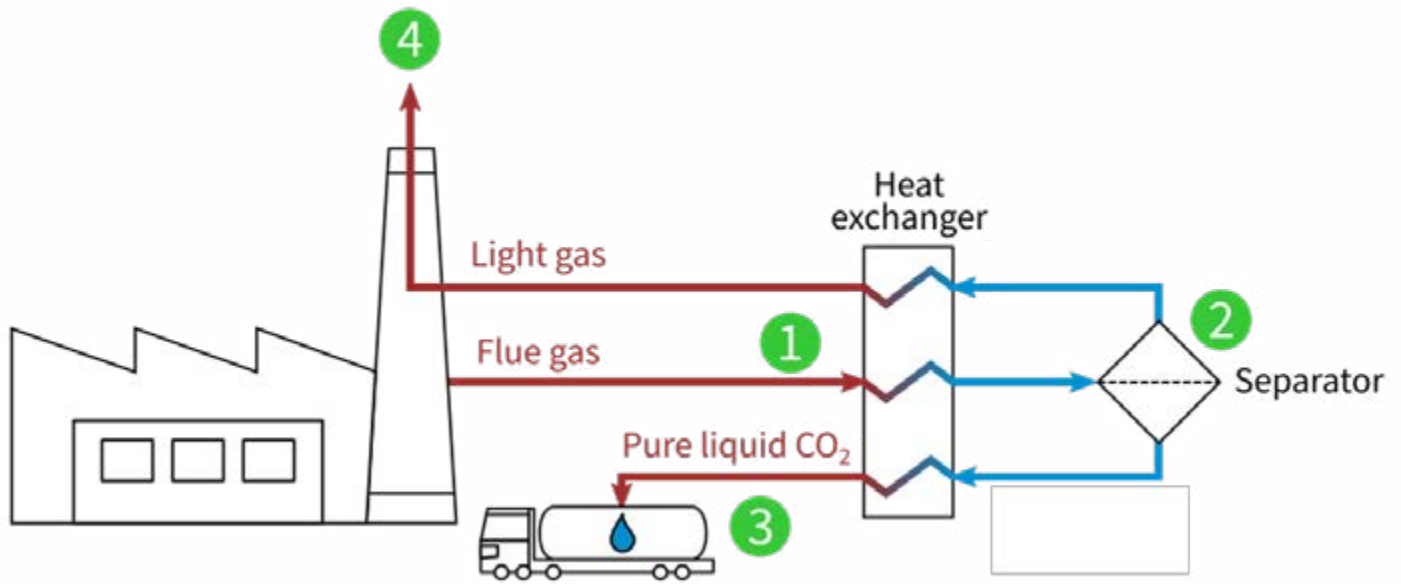 4
Heat
exchanger
Light gas
1
2
Flue gas
Separator
Pure liquid CO₂
3